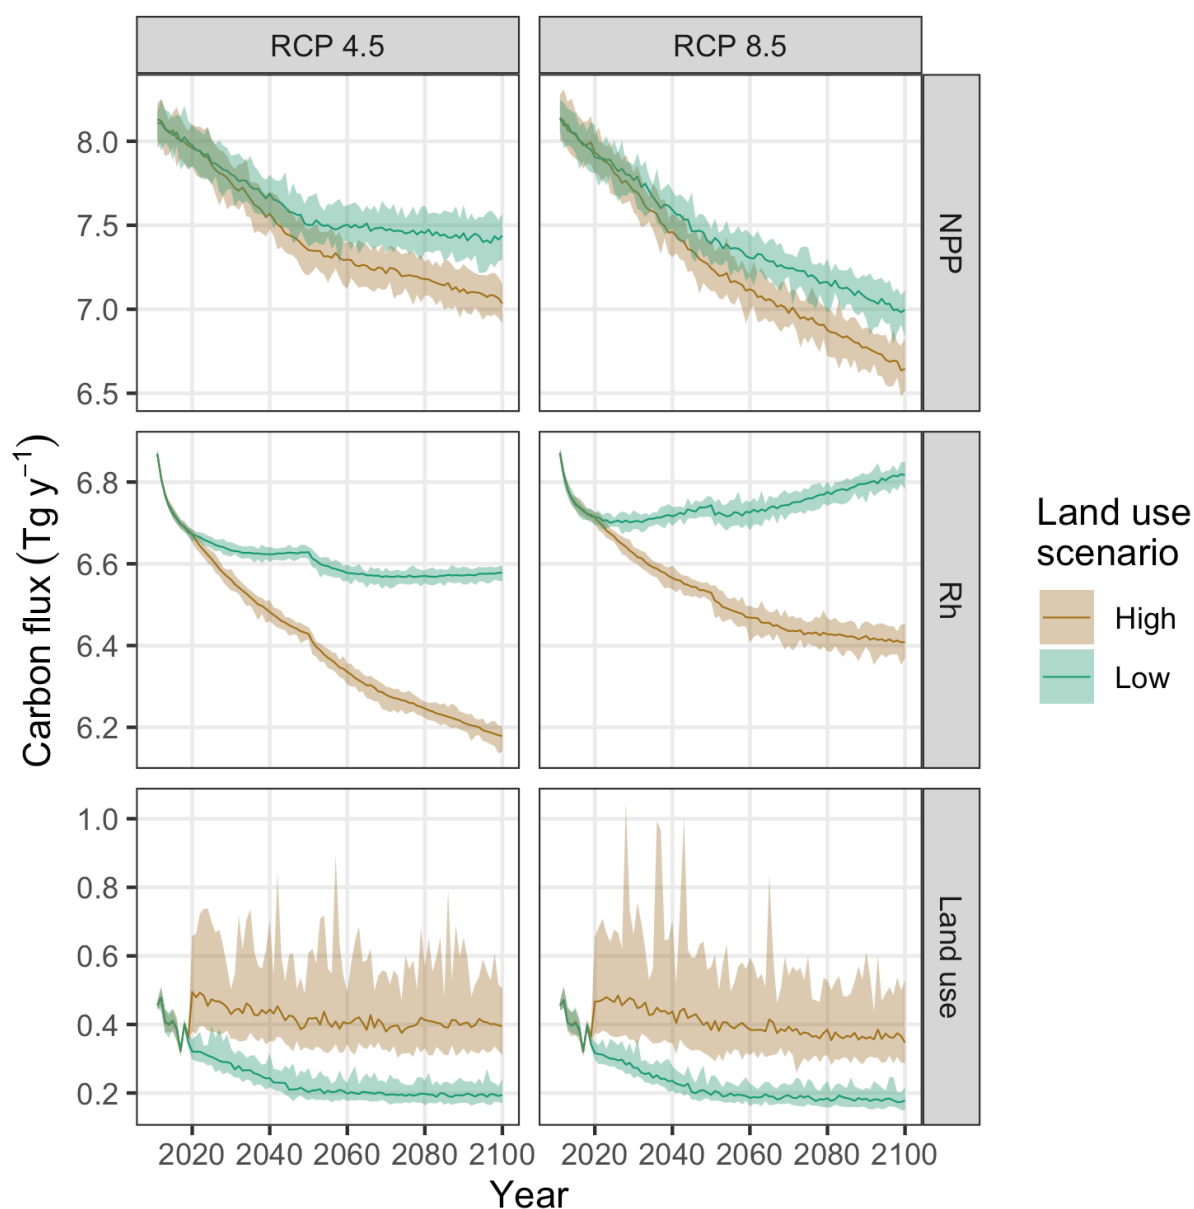 RCP 4.5
RCP 8.5
8.0
7.5
7.0
6.5
NPP
6.8
6.6
6.4
6.2
Rh
1.0
0.8
0.6
0.4
0.2
Land use
2020 2040 2060 2080 2100
2020 2040 2060 2080 2100
Year
Carbon flux (Tg y⁻¹)
Land use
scenario
High
Low